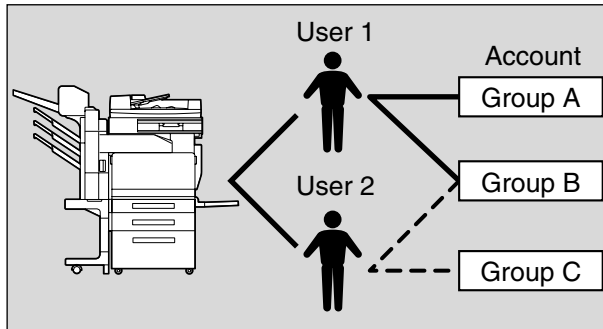 User 1
Account
Group A
Group B
User 2
Group C